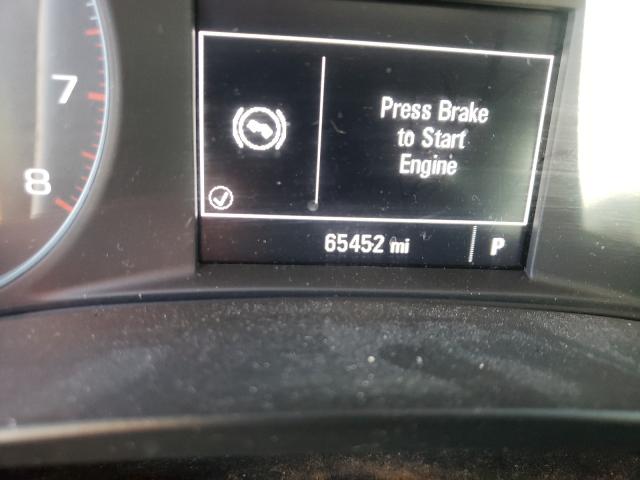 7
8
Press Brake
to Start
Engine
65452 mi
P